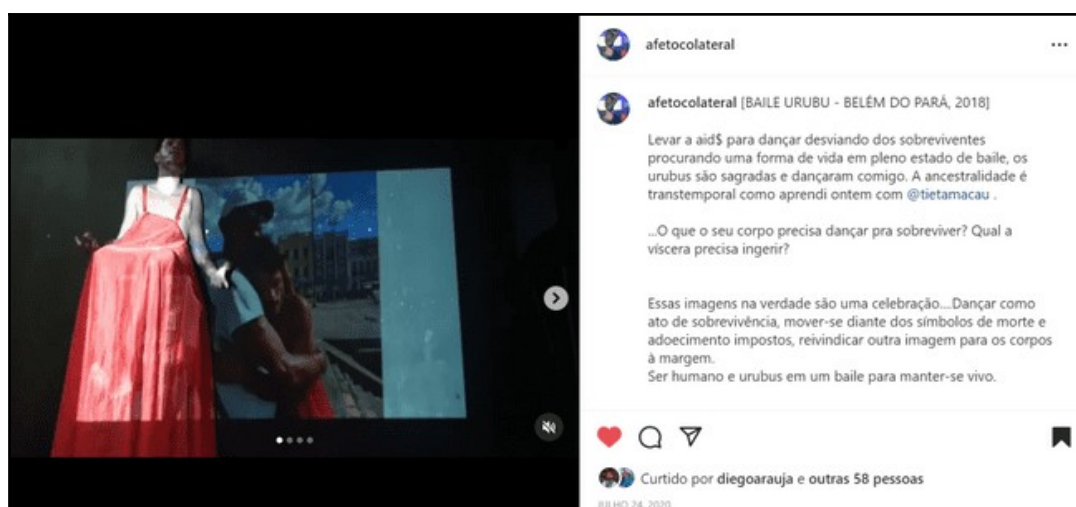 afetocolateral
afetocolateral [BAILE URUBU - BELÉM DO PARÁ, 2018]
Levar a aid$ para dançar desviando dos sobreviventes
procurando uma forma de vida em pleno estado de baile, os
urubus são sagradas e dançaram comigo. A ancestralidade é
transtemporal como aprendi ontem com @tietamacau .
...O que o seu corpo precisa dançar pra sobreviver? Qual a
víscera precisa ingerir?
Essas imagens na verdade são uma celebração....Dançar como
ato de sobrevivência, mover-se diante dos símbolos de morte e
adoecimento impostos, reivindicar outra imagem para os corpos
à margem.
Ser humano e urubus em um baile para manter-se vivo.
Curtido por diegoarauja e outras 58 pessoas
JULHO 24, 2020